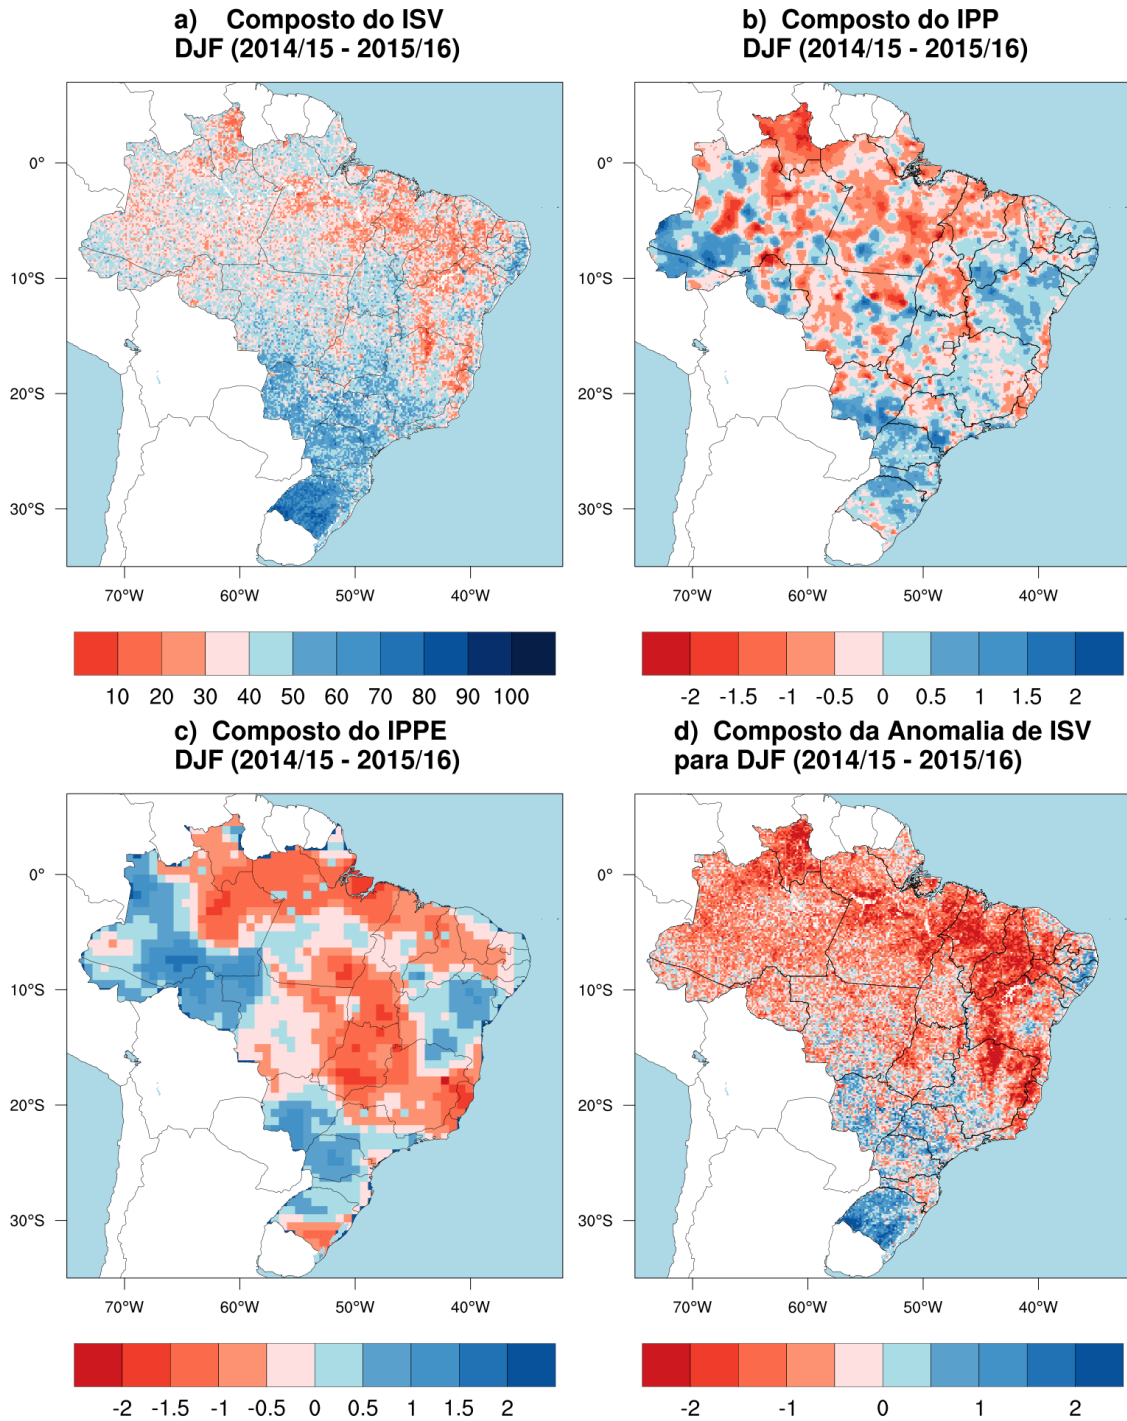 a) Composto do ISV
DJF (2014/15 - 2015/16)
b) Composto do IPP
DJF (2014/15 - 2015/16)
0°
10°S
20°S
30°S
70°W 60°W 50°W 40°W
10 20 30 40 50 60 70 80 90 100
0°
10°S
20°S
30°S
70°W 60°W 50°W 40°W
-2 -1.5 -1 -0.5 0 0.5 1 1.5 2
c) Composto do IPPE
DJF (2014/15 - 2015/16)
d) Composto da Anomalia de ISV
para DJF (2014/15 - 2015/16)
0°
10°S
20°S
30°S
70°W 60°W 50°W 40°W
-2 -1.5 -1 -0.5 0 0.5 1 1.5 2
0°
10°S
20°S
30°S
70°W 60°W 50°W 40°W
-2 -1 0 1 2